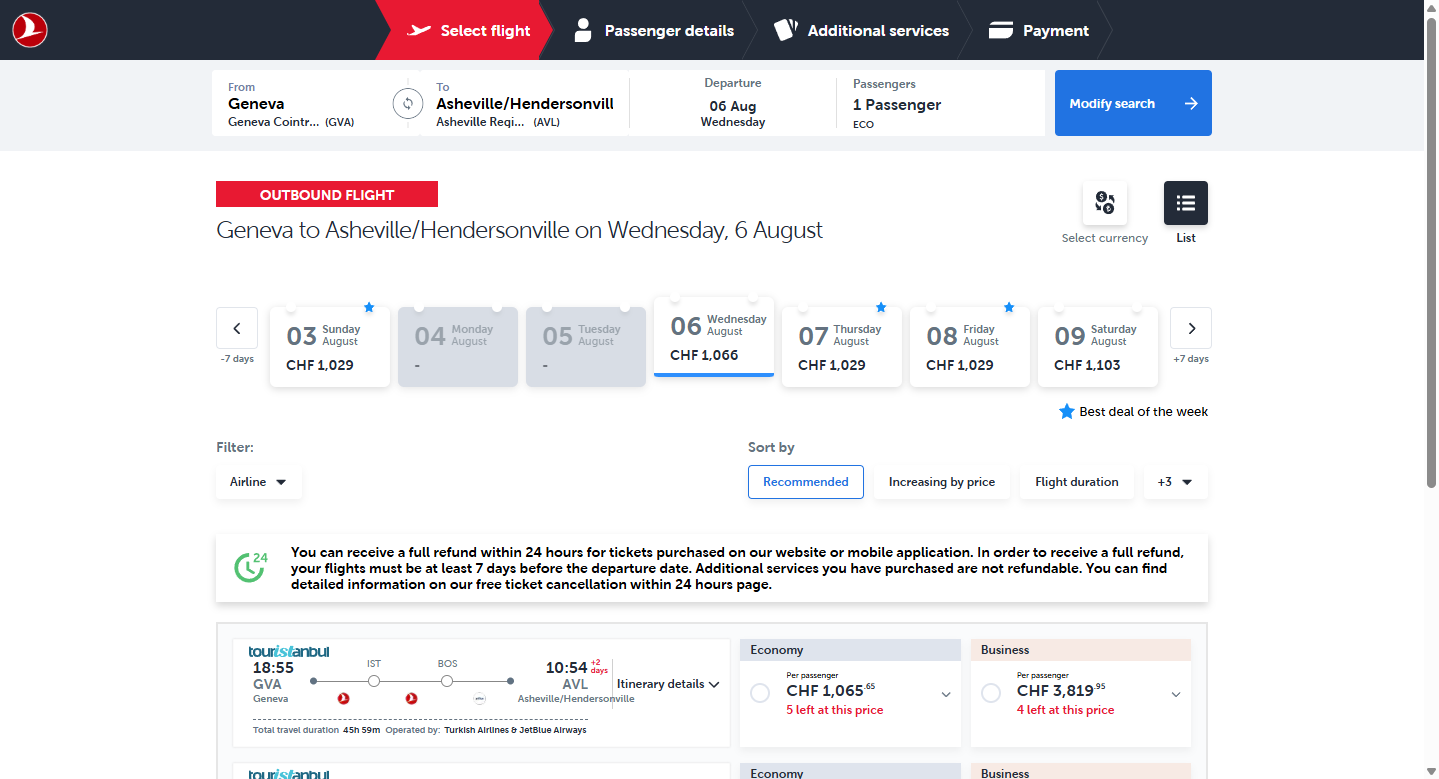 Select flight
Passenger details
Additional services
Payment
From
Geneva
Geneva Cointr... (GVA)
To
Asheville/Hendersonvill
Asheville Regi... (AVL)
Departure
06 Aug
Wednesday
Passengers
1 Passenger
ECO
Modify search
OUTBOUND FLIGHT
Geneva to Asheville/Hendersonville on Wednesday, 6 August
Select currency
List
-7 days
03 Sunday August
CHF 1,029
04 Monday August
-
05 Tuesday August
-
06 Wednesday August
CHF 1,066
07 Thursday August
CHF 1,029
08 Friday August
CHF 1,029
09 Saturday August
CHF 1,103
+7 days
Best deal of the week
Filter:
Airline
Sort by
Recommended
Increasing by price
Flight duration
+3
24
You can receive a full refund within 24 hours for tickets purchased on our website or mobile application. In order to receive a full refund,
your flights must be at least 7 days before the departure date. Additional services you have purchased are not refundable. You can find
detailed information on our free ticket cancellation within 24 hours page.
touristanbul
18:55
GVA
Geneva
IST
BOS
10:54 +2 days
AVL
Asheville/Hendersonville
Itinerary details
Total travel duration 45h 59m Operated by: Turkish Airlines & JetBlue Airways
Economy
Per passenger
CHF 1,065.65
5 left at this price
Business
Per passenger
CHF 3,819.95
4 left at this price
touristanbul
Economy
Business